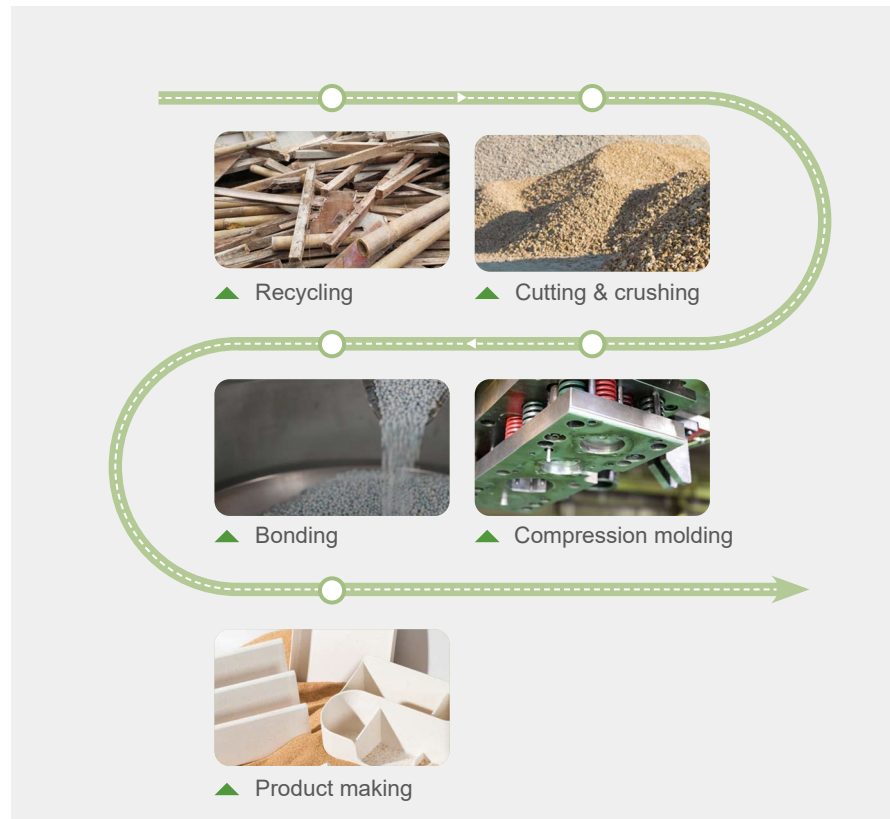 Recycling
Cutting & crushing
Bonding
Compression molding
Product making